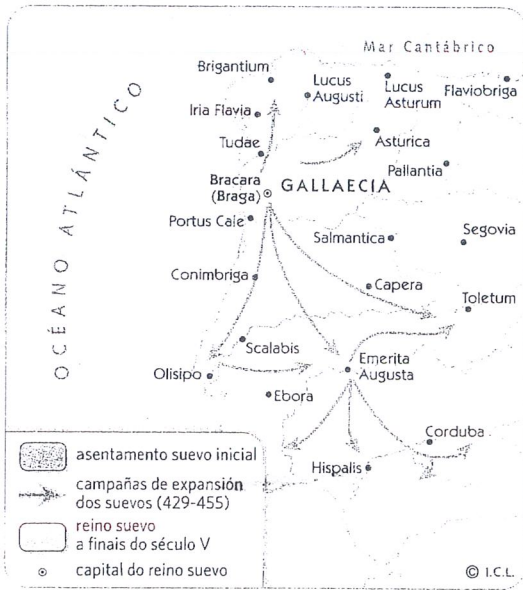 Mar Cantábrico
Brigantium
Lucus
Augusti
Lucus
Asturum
Flaviobriga
Iria Flavia
OCÉANO ATLÁNTICO
Tudae
Asturica
Pallantia
Bracara
(Braga)
GALLAECIA
Portus Cale
Salmantica
Segovia
Conimbriga
Capera
Toletum
Scalabis
Olisipo
Emerita
Augusta
Ebora
Corduba
Hispalis
asentamento suevo inicial
campañas de expansión
dos suevos (429-455)
reino suevo
a finais do século V
capital do reino suevo
© I.C.L.